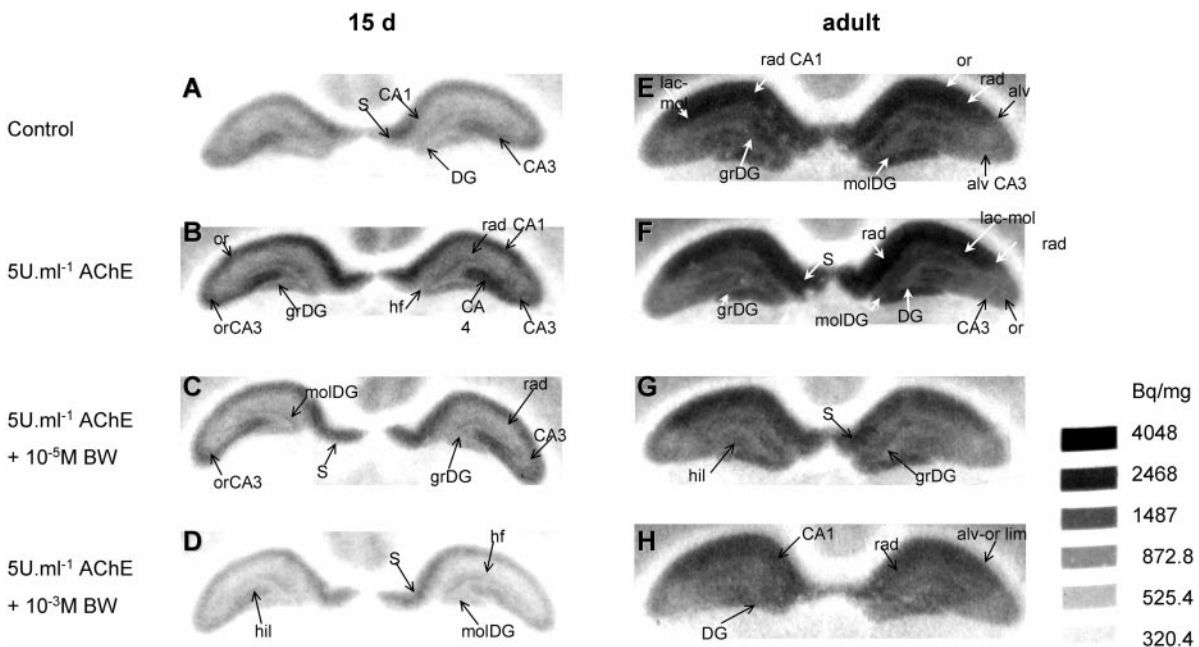 15 d
adult
Control
A
S
CA1
DG
CA3
E
lac-
mol
rad CA1
or
rad
alv
grDG
molDG
alv CA3
5U.ml⁻¹ AChE
B
or
rad CA1
orCA3
grDG
hf
CA
4
CA3
F
S
rad
lac-mol
rad
grDG
molDG
DG
CA3
or
5U.ml⁻¹ AChE
+ 10⁻⁵M BW
C
molDG
rad
CA3
orCA3
S
grDG
G
S
hil
grDG
5U.ml⁻¹ AChE
+ 10⁻³M BW
D
S
hf
hil
molDG
H
CA1
rad
alv-or lim
DG
Bq/mg
4048
2468
1487
872.8
525.4
320.4